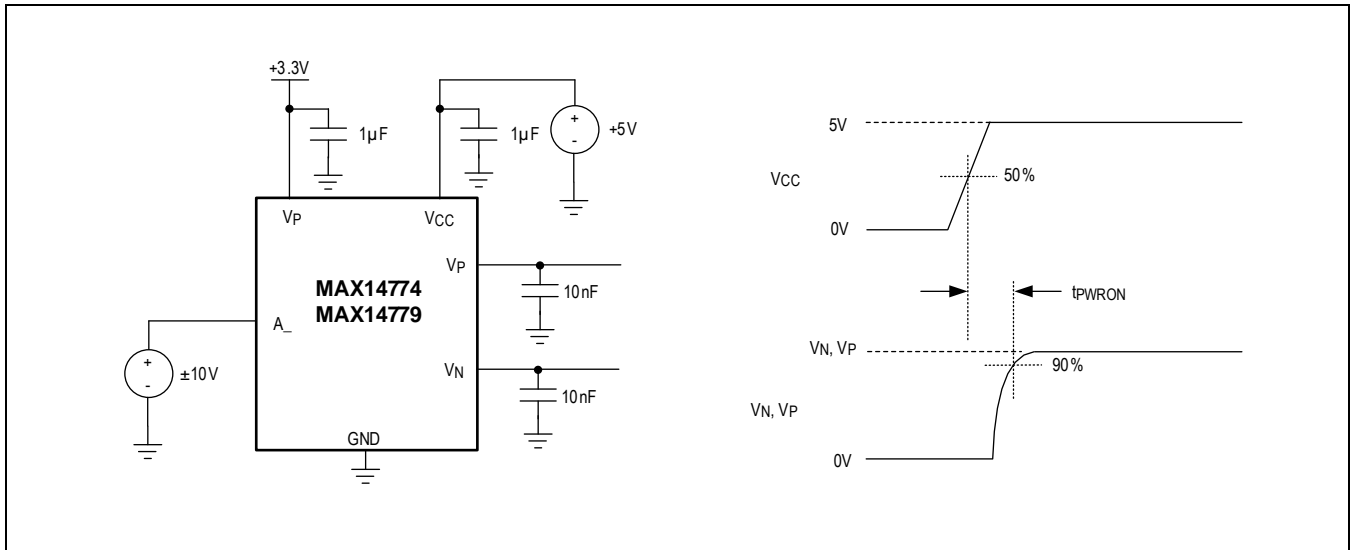 +3.3V
1µF
1µF
+
-
+5V
VP
VCC
MAX14774
MAX14779
VP
10nF
A_
+
-
±10V
VN
10nF
GND
5V
VCC
50%
0V
tPWRON
VN, VP
90%
VN, VP
0V